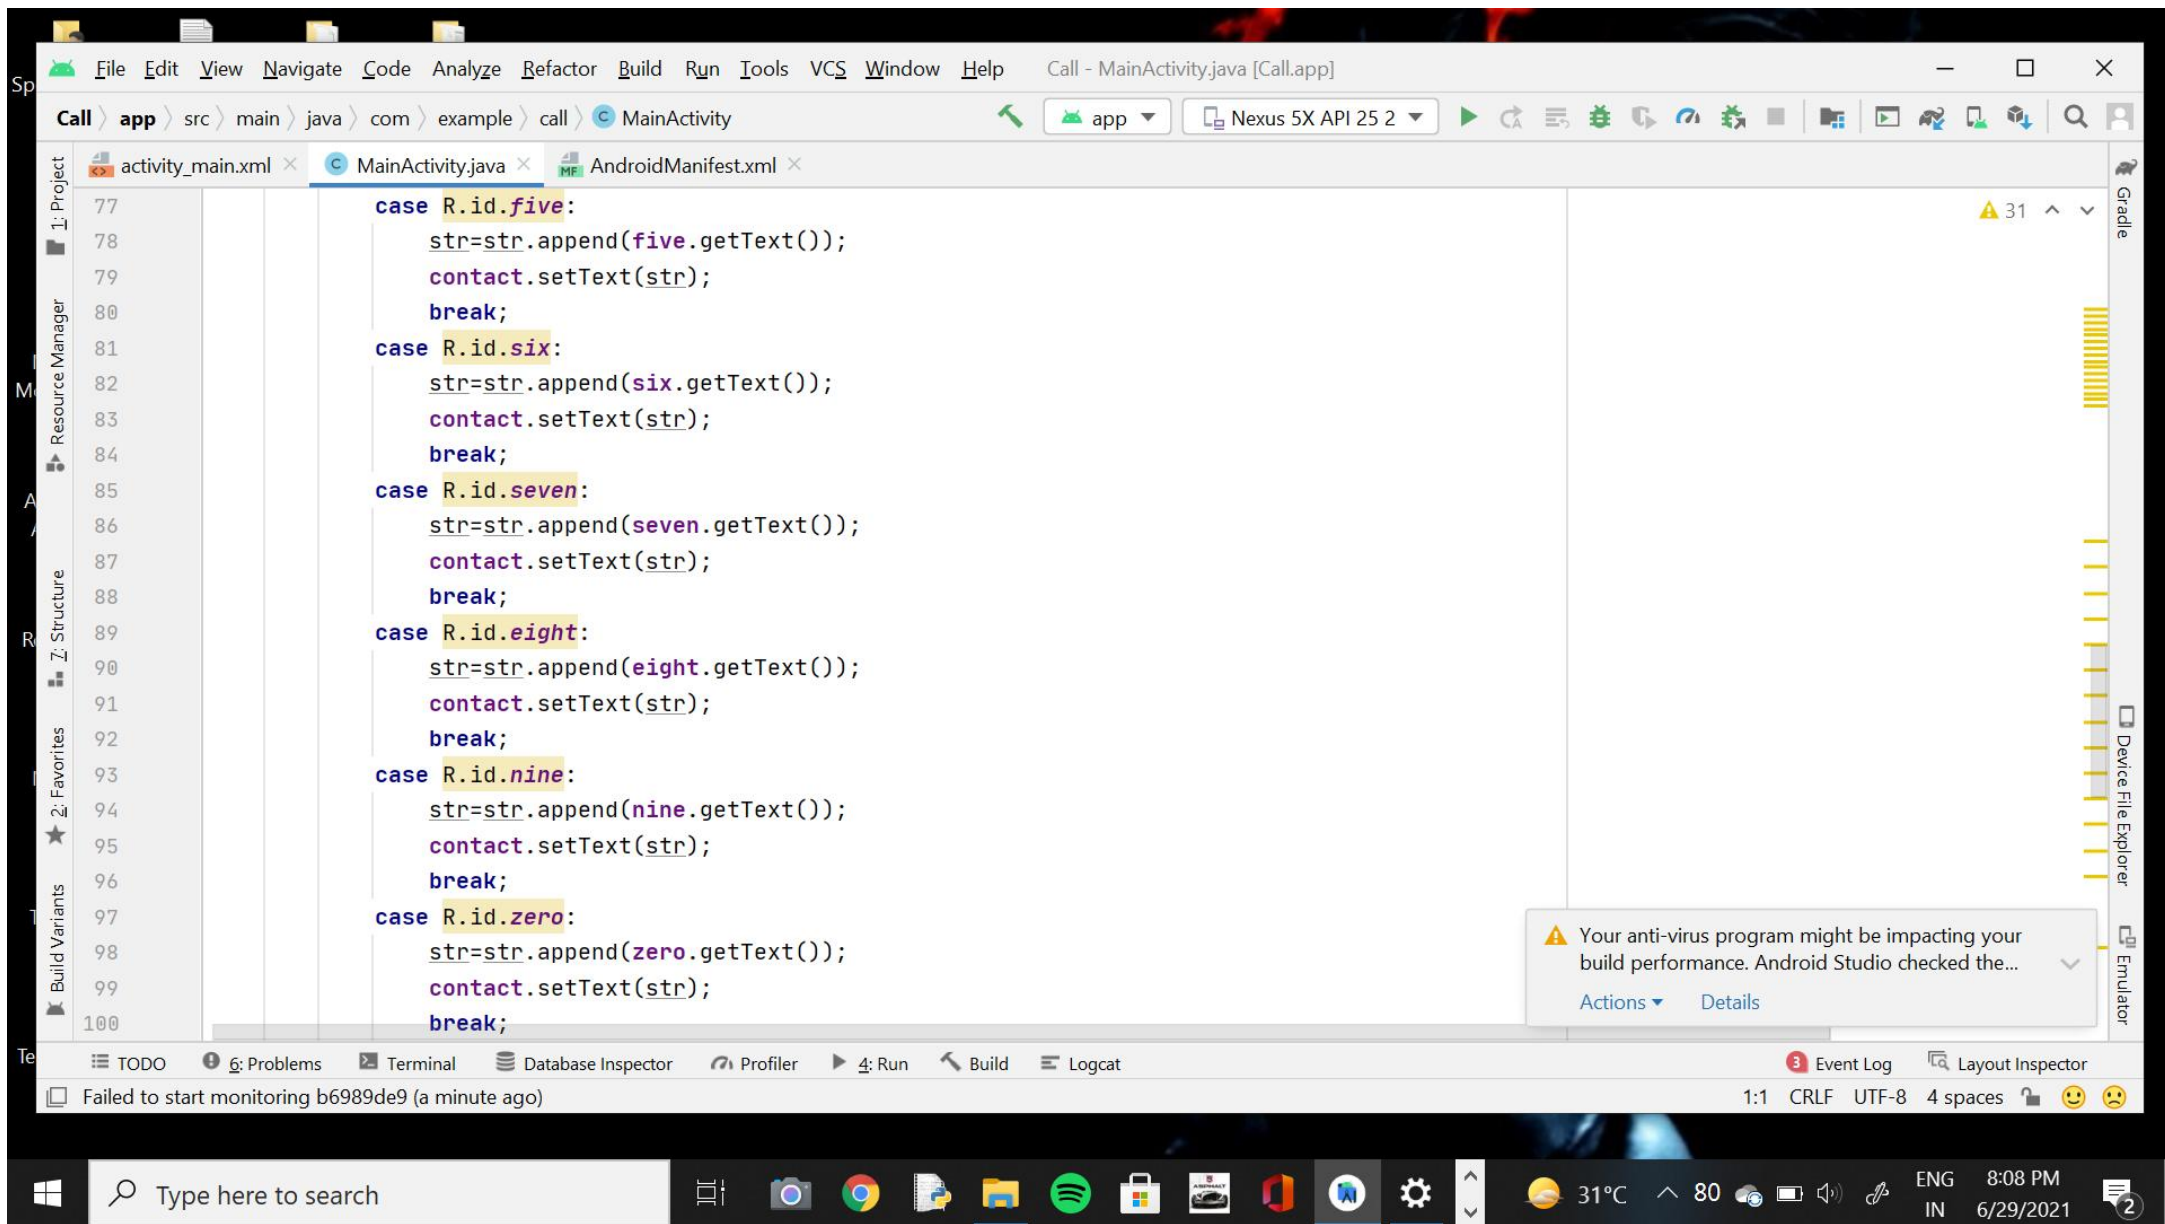 File Edit View Navigate Code Analyze Refactor Build Run Tools VCS Window Help Call - MainActivity.java [Call.app]
Call app src main java com example call MainActivity app Nexus 5X API 25 2
activity_main.xml MainActivity.java AndroidManifest.xml
1: Project
Resource Manager
Z: Structure
2: Favorites
Build Variants
77 case R.id.five:
78 str=str.append(five.getText());
79 contact.setText(str);
80 break;
81 case R.id.six:
82 str=str.append(six.getText());
83 contact.setText(str);
84 break;
85 case R.id.seven:
86 str=str.append(seven.getText());
87 contact.setText(str);
88 break;
89 case R.id.eight:
90 str=str.append(eight.getText());
91 contact.setText(str);
92 break;
93 case R.id.nine:
94 str=str.append(nine.getText());
95 contact.setText(str);
96 break;
97 case R.id.zero:
98 str=str.append(zero.getText());
99 contact.setText(str);
100 break;
31
Gradle
Device File Explorer
Emulator
Your anti-virus program might be impacting your
build performance. Android Studio checked the...
Actions Details
TODO 6: Problems Terminal Database Inspector Profiler 4: Run Build Logcat 3 Event Log Layout Inspector
Failed to start monitoring b6989de9 (a minute ago) 1:1 CRLF UTF-8 4 spaces
Type here to search 31°C 80 ENG 8:08 PM
IN 6/29/2021 2